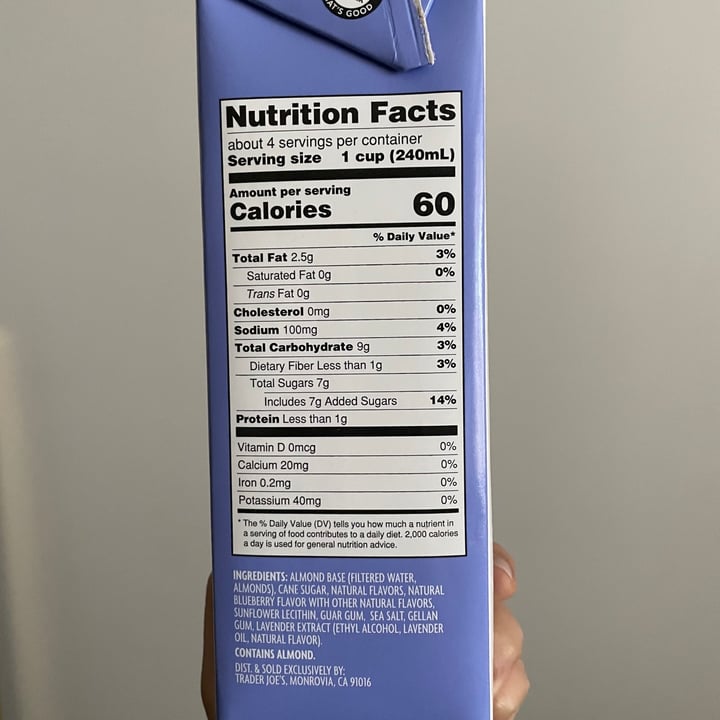 AT'S GOOD
Nutrition Facts
about 4 servings per container
Serving size 1 cup (240mL)
Amount per serving
Calories 60
% Daily Value*
Total Fat 2.5g 3%
Saturated Fat 0g 0%
Trans Fat 0g
Cholesterol 0mg 0%
Sodium 100mg 4%
Total Carbohydrate 9g 3%
Dietary Fiber Less than 1g 3%
Total Sugars 7g
Includes 7g Added Sugars 14%
Protein Less than 1g
Vitamin D 0mcg 0%
Calcium 20mg 0%
Iron 0.2mg 0%
Potassium 40mg 0%
* The % Daily Value (DV) tells you how much a nutrient in
a serving of food contributes to a daily diet. 2,000 calories
a day is used for general nutrition advice.
INGREDIENTS: ALMOND BASE (FILTERED WATER,
ALMONDS), CANE SUGAR, NATURAL FLAVORS, NATURAL
BLUEBERRY FLAVOR WITH OTHER NATURAL FLAVORS,
SUNFLOWER LECITHIN, GUAR GUM, SEA SALT, GELLAN
GUM, LAVENDER EXTRACT (ETHYL ALCOHOL, LAVENDER
OIL, NATURAL FLAVOR).
CONTAINS ALMOND.
DIST. & SOLD EXCLUSIVELY BY:
TRADER JOE'S, MONROVIA, CA 91016